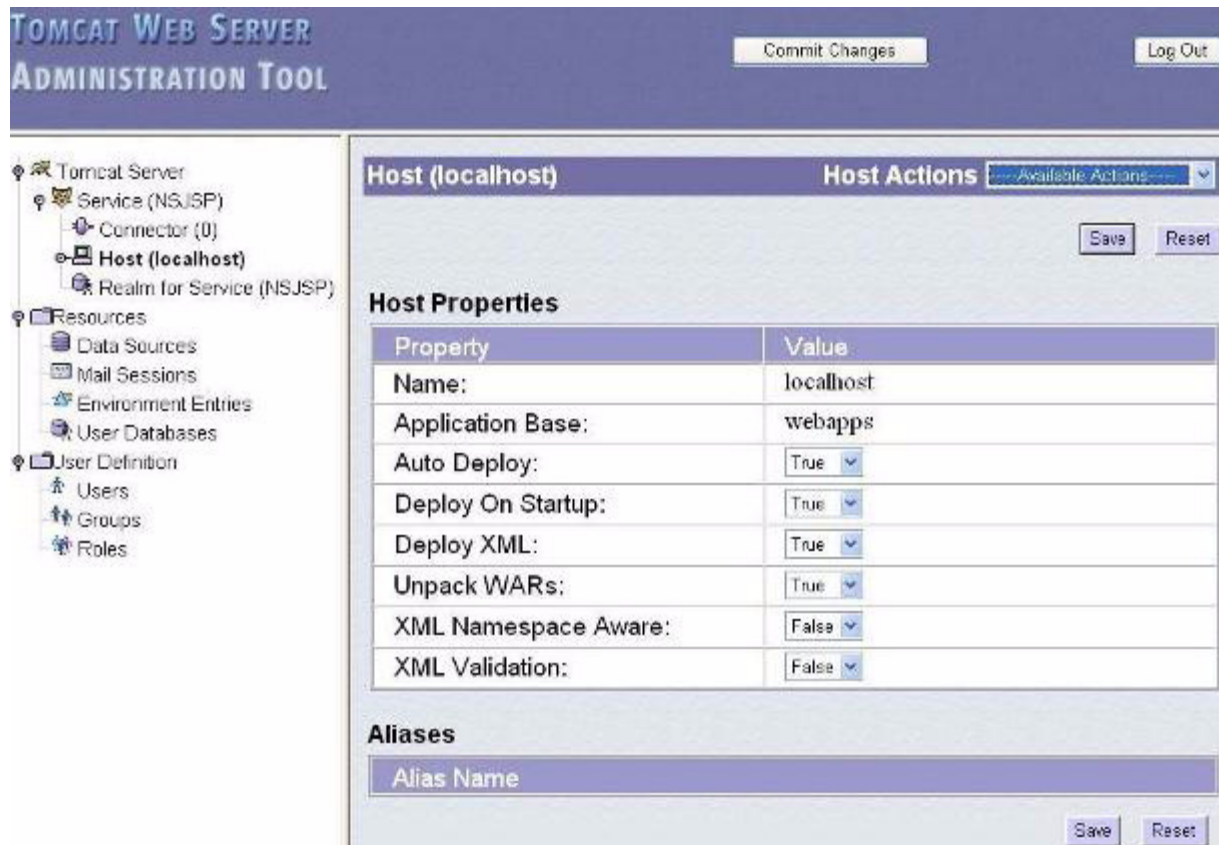 TOMCAT WEB SERVER
ADMINISTRATION TOOL
Commit Changes
Log Out
Tomcat Server
Service (NSJSP)
Connector (0)
Host (localhost)
Realm for Service (NSJSP)
Resources
Data Sources
Mail Sessions
Environment Entries
User Databases
User Definition
Users
Groups
Roles
Host (localhost)
Host Actions
-----Available Actions-----
Save
Reset
Host Properties
Property Value
Name: localhost
Application Base: webapps
Auto Deploy: True
Deploy On Startup: True
Deploy XML: True
Unpack WARs: True
XML Namespace Aware: False
XML Validation: False
Aliases
Alias Name
Save
Reset